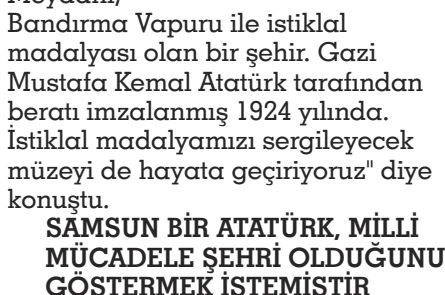 Meydanı,
Bandırma Vapuru ile istiklal
madalyası olan bir şehir. Gazi
Mustafa Kemal Atatürk tarafından
beratı imzalanmış 1924 yılında.
İstiklal madalyamızı sergileyecek
müzeyi de hayata geçiriyoruz" diye
konuştu.
SAMSUN BİR ATATÜRK, MİLLİ
MÜCADELE ŞEHRİ OLDUĞUNU
GÖSTERMEK İSTEMİŞTİR